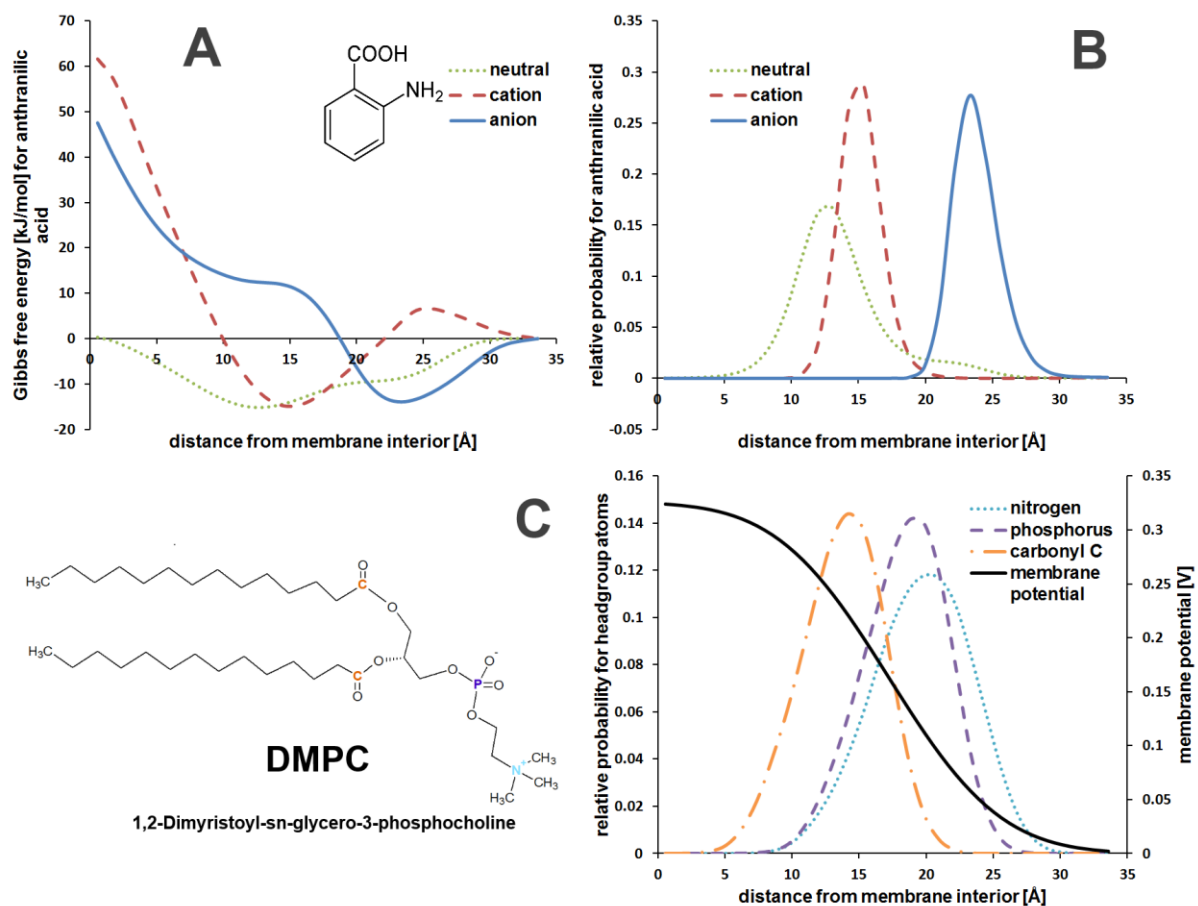 A
70
60
50
40
30
20
10
0
-10
-20
0
5
10
15
20
25
30
35
Gibbs free energy [kJ/mol] for anthranilic
acid
distance from membrane interior [Å]
COOH
NH2
neutral
cation
anion
B
0.35
0.3
0.25
0.2
0.15
0.1
0.05
0
-0.05
0
5
10
15
20
25
30
35
relative probability for anthranilic acid
distance from membrane interior [Å]
neutral
cation
anion
C
H3C
O
C
O
H3C
O
C
O
O
O-
P
O
O
N+
CH3
CH3
CH3
DMPC
1,2-Dimyristoyl-sn-glycero-3-phosphocholine
0.16
0.14
0.12
0.1
0.08
0.06
0.04
0.02
0
0.35
0.3
0.25
0.2
0.15
0.1
0.05
0
0
5
10
15
20
25
30
35
relative probability for headgroup atoms
membrane potential [V]
distance from membrane interior [Å]
nitrogen
phosphorus
carbonyl C
membrane
potential